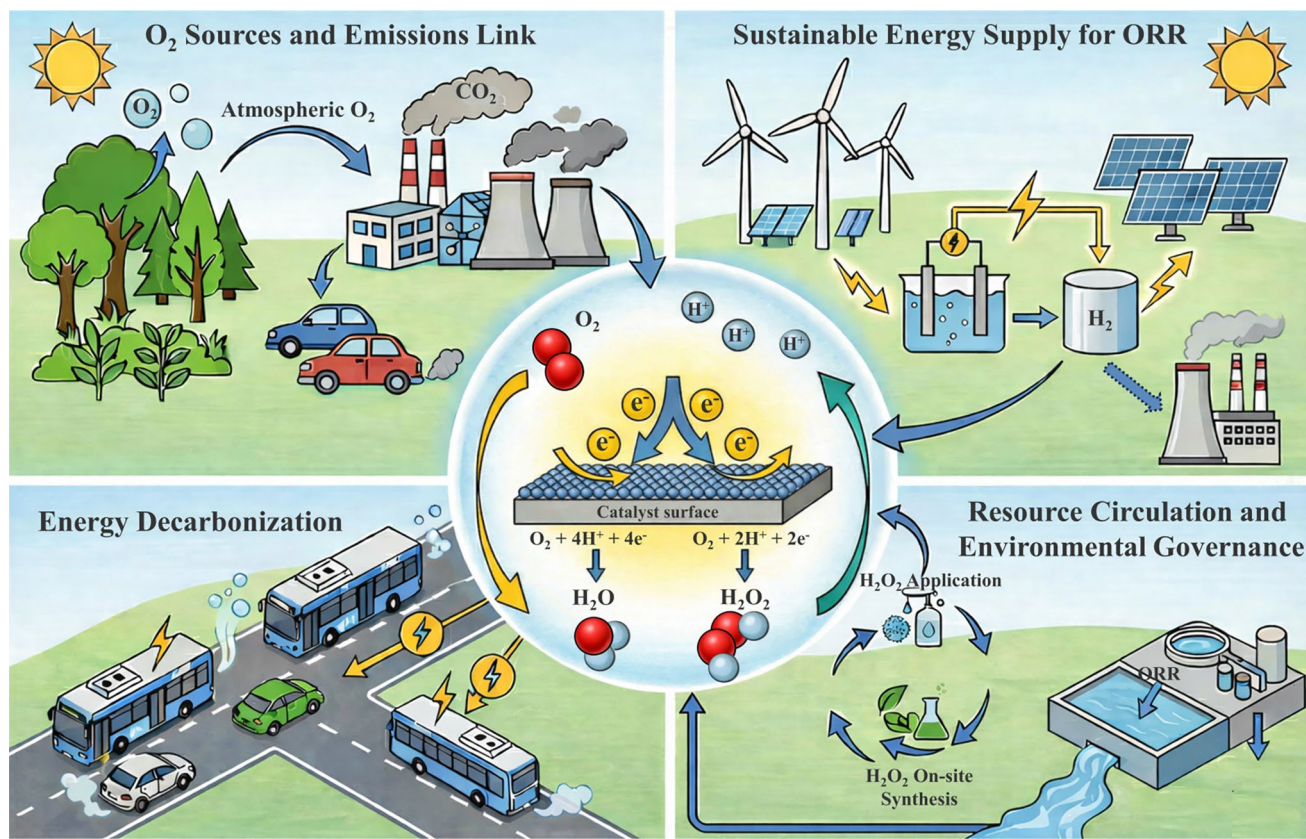 O₂ Sources and Emissions Link
O₂
Atmospheric O₂
CO₂
Sustainable Energy Supply for ORR
H₂
O₂
H⁺
H⁺
H⁺
e⁻
e⁻
e⁻
e⁻
Catalyst surface
O₂ + 4H⁺ + 4e⁻
O₂ + 2H⁺ + 2e⁻
H₂O
H₂O₂
Energy Decarbonization
Resource Circulation and
Environmental Governance
H₂O₂ Application
ORR
H₂O₂ On-site
Synthesis